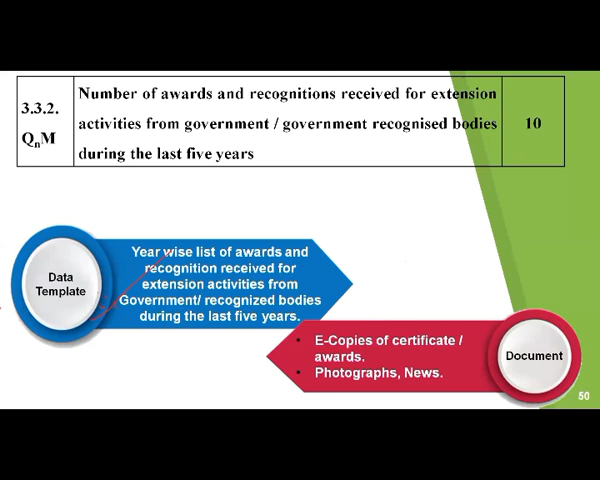 3.3.2.
QnM
Number of awards and recognitions received for extension
activities from government / government recognised bodies
during the last five years
10
Data
Template
Year wise list of awards and
recognition received for
extension activities from
Government/ recognized bodies
during the last five years.
• E-Copies of certificate /
awards.
• Photographs, News.
Document
50